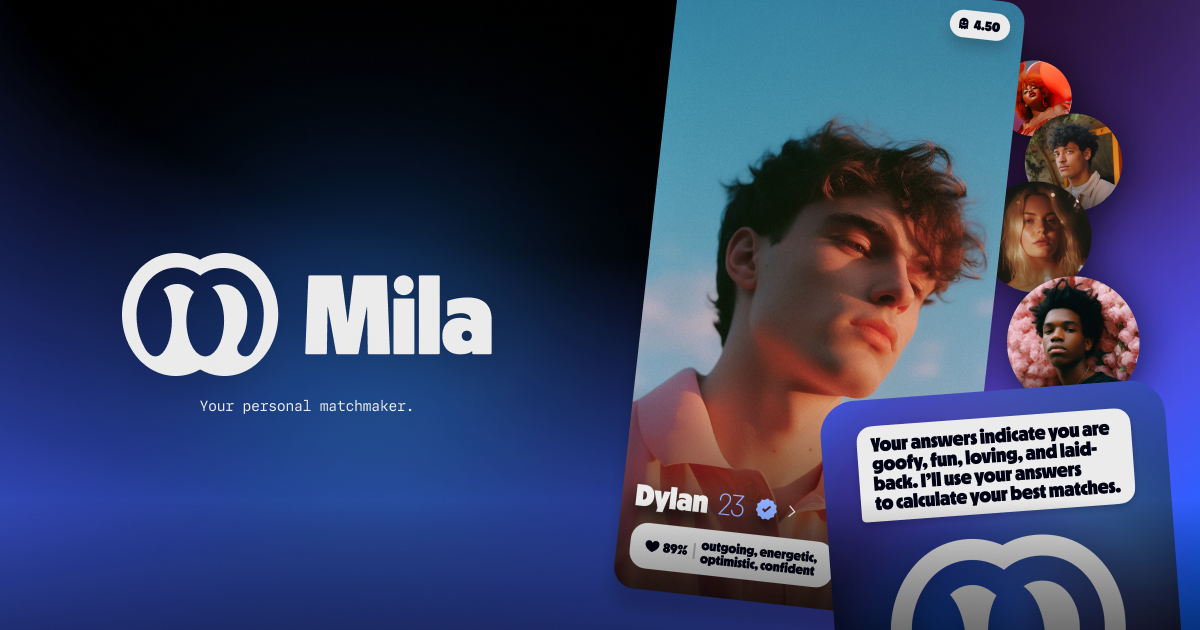 Mila
Your personal matchmaker.
4.50
Dylan 23
89% outgoing, energetic,
optimistic, confident
Your answers indicate you are
goofy, fun, loving, and laid-
back. I'll use your answers
to calculate your best matches.